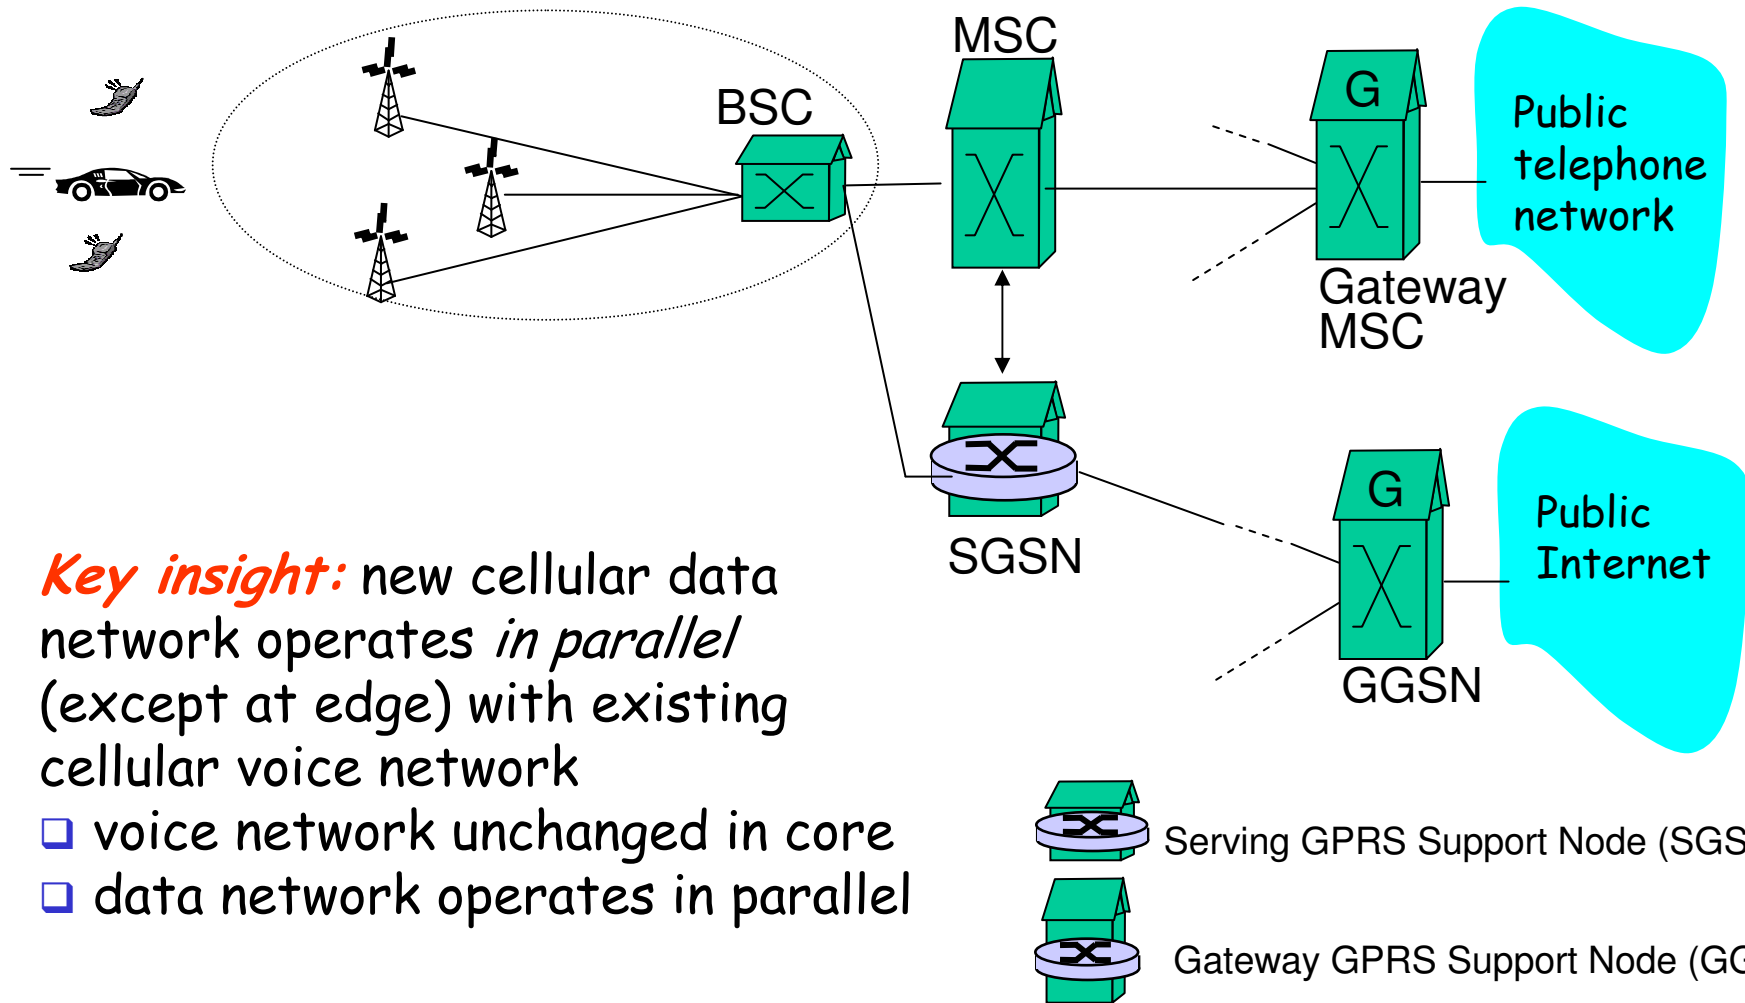 MSC
BSC
G
Public
telephone
network
Gateway
MSC
SGSN
G
Public
Internet
GGSN
Key insight: new cellular data
network operates in parallel
(except at edge) with existing
cellular voice network
❑ voice network unchanged in core
❑ data network operates in parallel
Serving GPRS Support Node (SGS
Gateway GPRS Support Node (GG